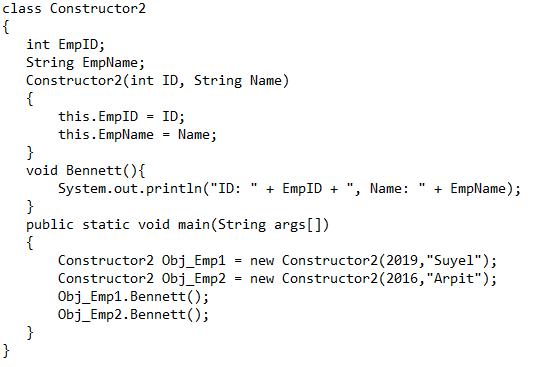 class Constructor2
{
int EmpID;
String EmpName;
Constructor2(int ID, String Name)
{
this.EmpID = ID;
this.EmpName = Name;
}
void Bennett(){
System.out.println("ID: " + EmpID + ", Name: " + EmpName);
}
public static void main(String args[])
{
Constructor2 Obj_Emp1 = new Constructor2(2019,"Suyel");
Constructor2 Obj_Emp2 = new Constructor2(2016,"Arpit");
Obj_Emp1.Bennett();
Obj_Emp2.Bennett();
}
}